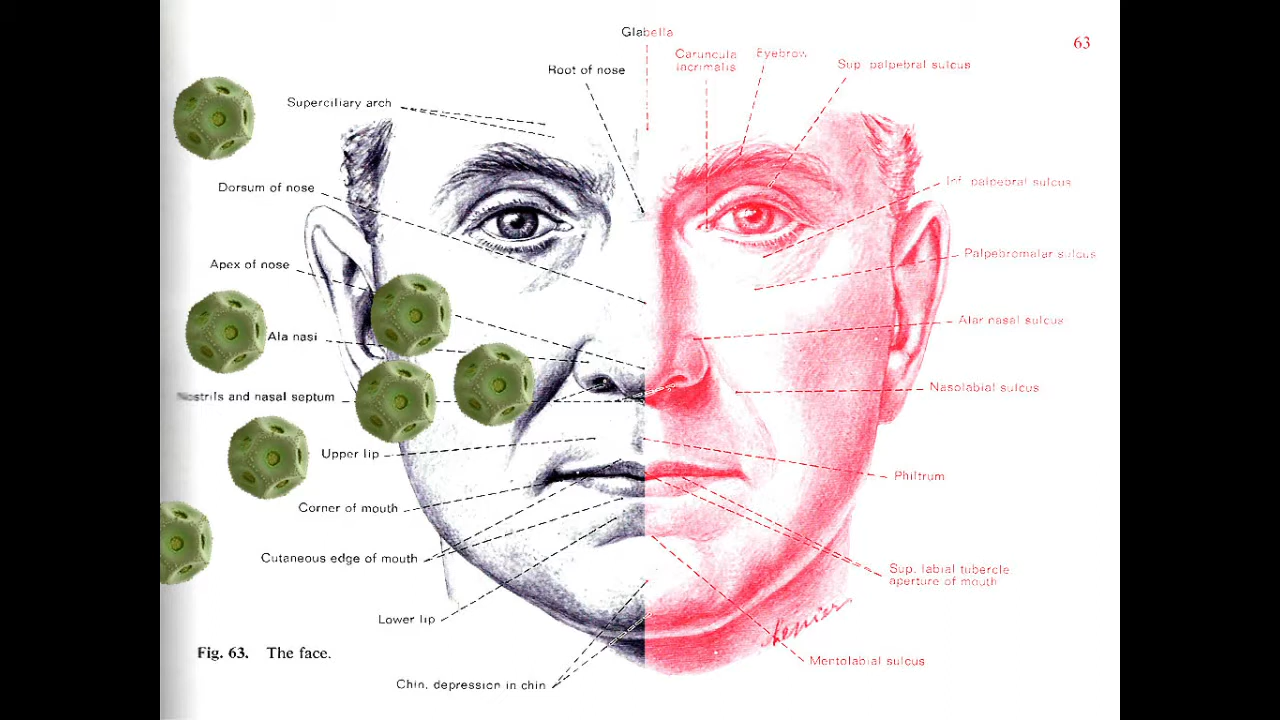 Glabella
63
Caruncula
lacrimalis
Eyebrow
Sup. palpebral sulcus
Root of nose
Superciliary arch
Inf. palpebral sulcus
Dorsum of nose
Palpebromalar sulcus
Apex of nose
Alar nasal sulcus
Ala nasi
Nasolabial sulcus
Nostrils and nasal septum
Upper lip
Philtrum
Corner of mouth
Cutaneous edge of mouth
Sup. labial tubercle
aperture of mouth
Lower lip
Fig. 63. The face.
Mentolabial sulcus
Chin, depression in chin